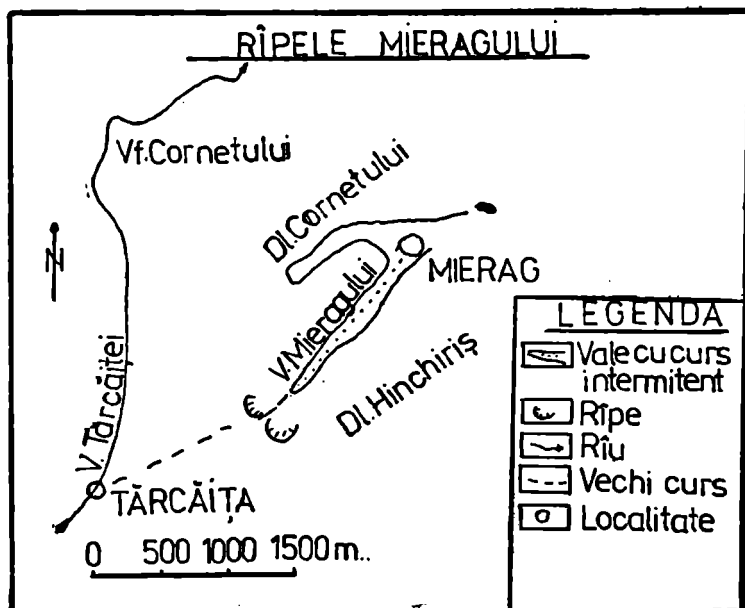 RÎPELE MIERAGULUI
Vf.Cornetului
Dl.Cornetului
N
MIERAG
V.Mieragului
Dl.Hinchiriș
V. Tărcăiței
TĂRCĂIȚA
0 500 1000 1500m..
LEGENDA
Vale cu curs
intermitent
Rîpe
Rîu
Vechi curs
Localitate